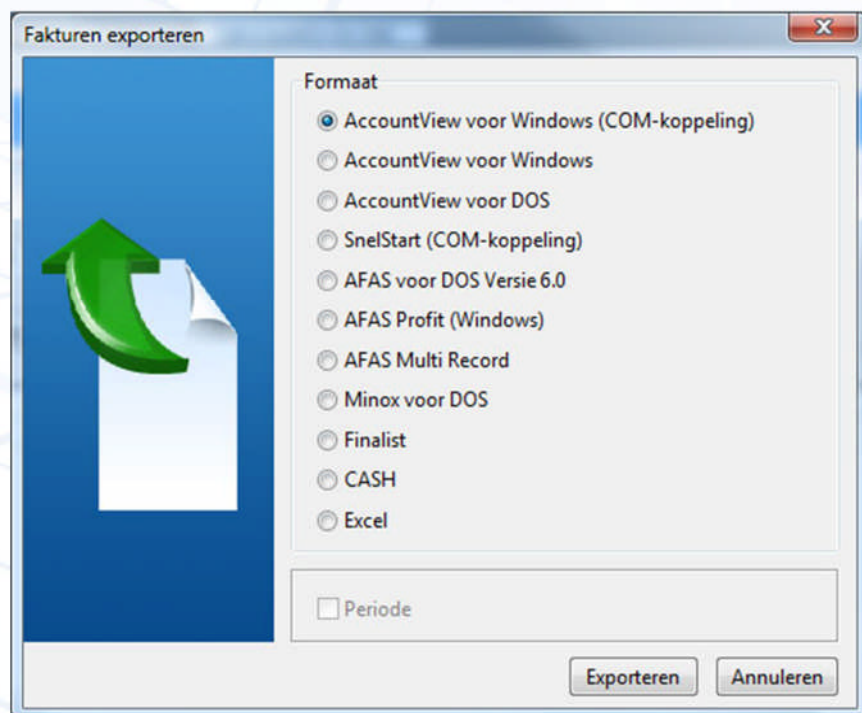 Fakturen exporteren
Formaat
AccountView voor Windows (COM-koppeling)
AccountView voor Windows
AccountView voor DOS
SnelStart (COM-koppeling)
AFAS voor DOS Versie 6.0
AFAS Profit (Windows)
AFAS Multi Record
Minox voor DOS
Finalist
CASH
Excel
Periode
Exporteren Annuleren